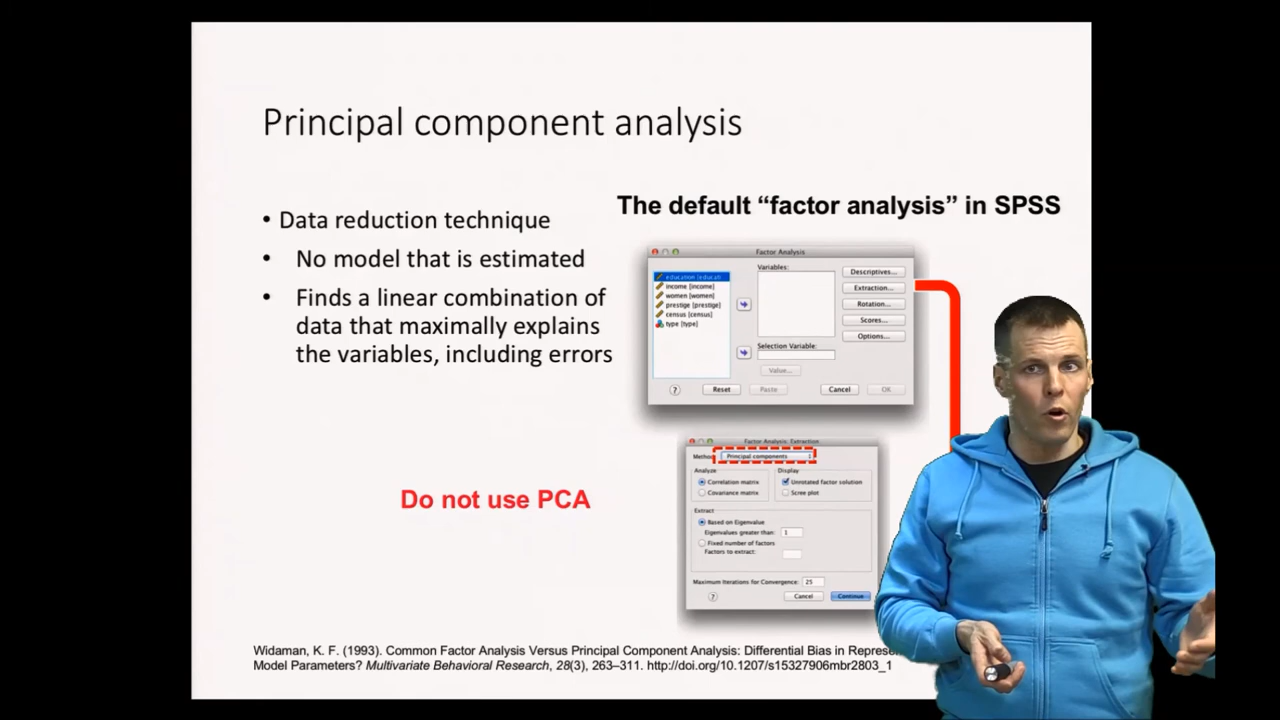 Principal component analysis
• Data reduction technique
• No model that is estimated
• Finds a linear combination of
data that maximally explains
the variables, including errors
Do not use PCA
The default “factor analysis” in SPSS
Factor Analysis
education [educati
income [income]
women [women]
prestige [prestige]
census [census]
type [type]
Variables:
Selection Variable:
Value...
Descriptives...
Extraction...
Rotation...
Scores...
Options...
?
Reset
Paste
Cancel
OK
Factor Analysis: Extraction
Principal components
Analyze
Correlation matrix
Covariance matrix
Display
Unrotated factor solution
Scree plot
Extract
Based on Eigenvalue
Eigenvalues greater than: 1
Fixed number of factors
Factors to extract:
Maximum Iterations for Convergence: 25
?
Cancel
Continue
Widaman, K. F. (1993). Common Factor Analysis Versus Principal Component Analysis: Differential Bias in
Model Parameters? Multivariate Behavioral Research, 28(3), 263–311. http://doi.org/10.1207/s15327906mbr2803_1